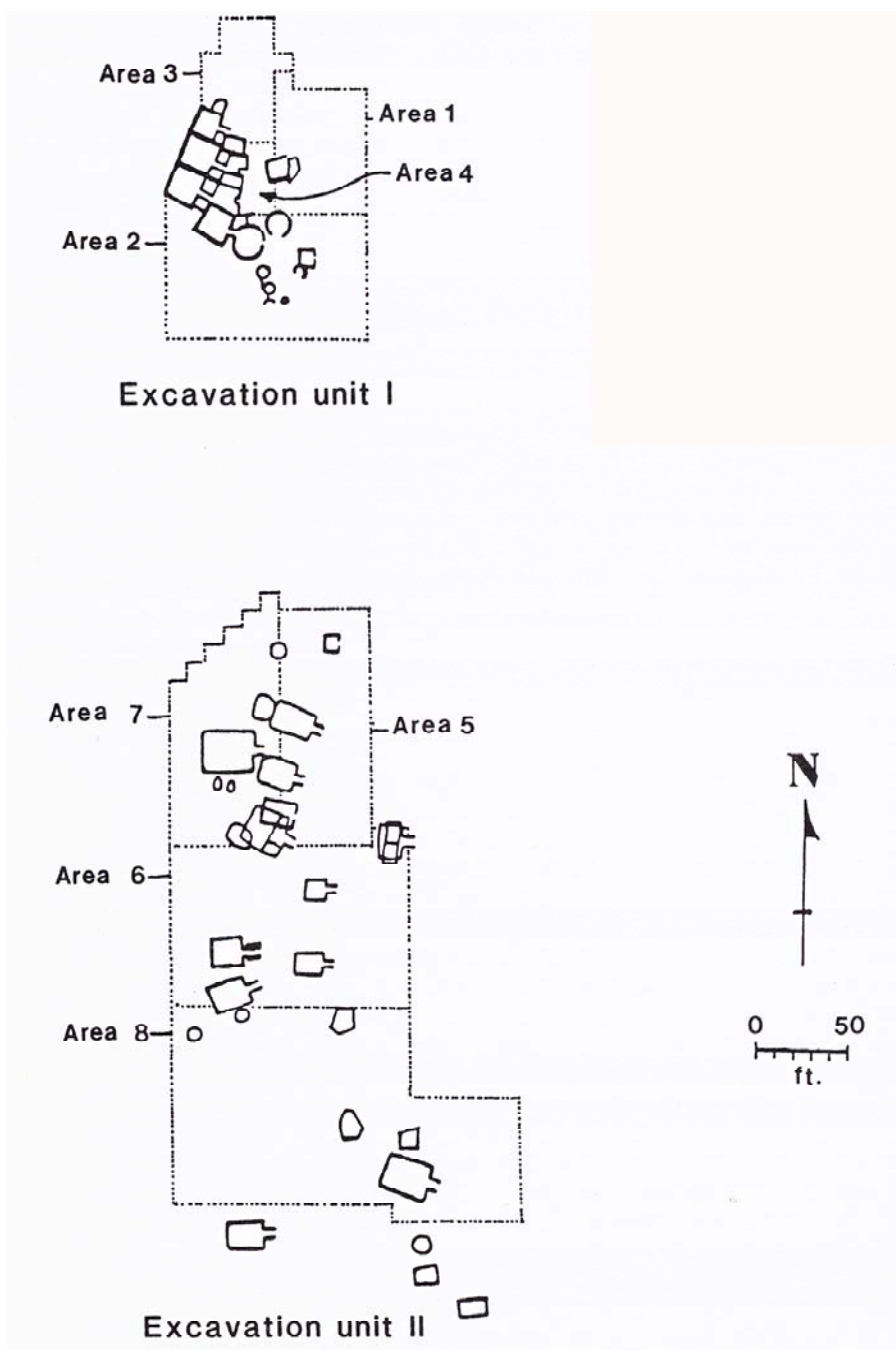 Area 3
Area 1
Area 4
Area 2
Excavation unit I
Area 7
Area 5
N
Area 6
Area 8
0 50
ft.
Excavation unit II